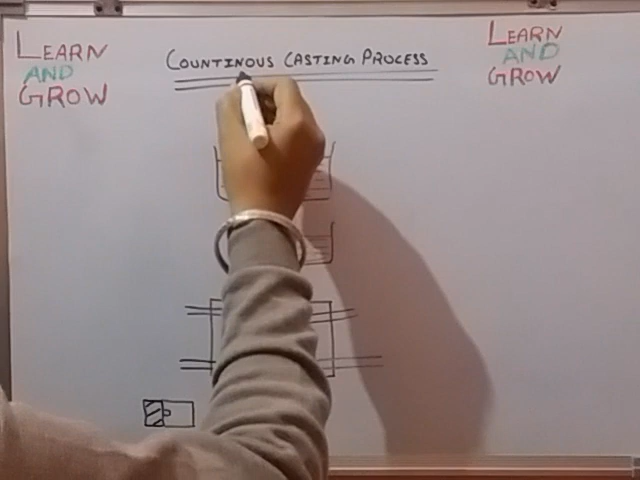 LEARN
AND
GROW
COUNTINOUS CASTING PROCESS
LEARN
AND
GROW